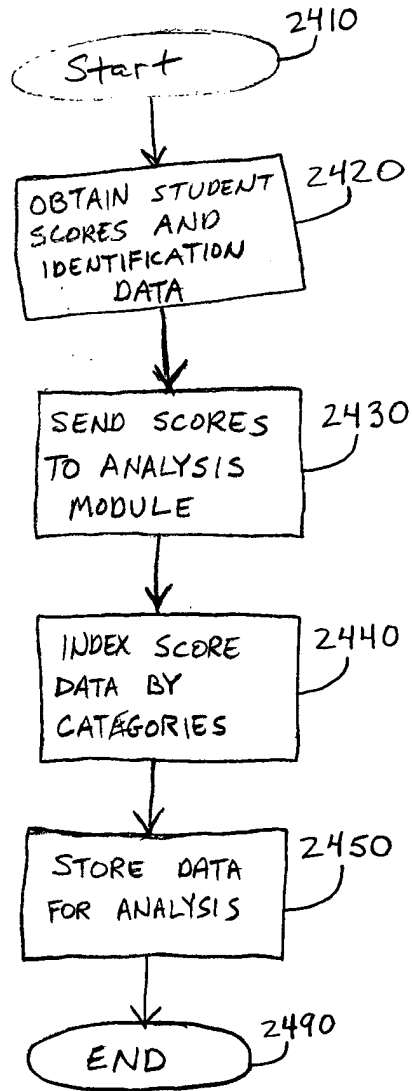 2410
Start
2420
OBTAIN STUDENT
SCORES AND
IDENTIFICATION
DATA
2430
SEND SCORES
TO ANALYSIS
MODULE
2440
INDEX SCORE
DATA BY
CATEGORIES
2450
STORE DATA
FOR ANALYSIS
2490
END